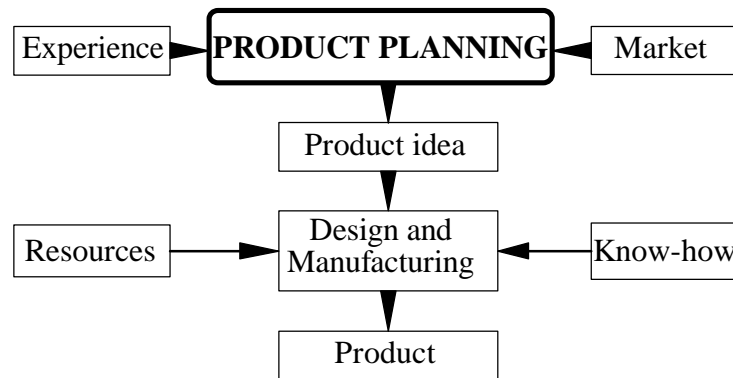 Experience
PRODUCT PLANNING
Market
Product idea
Resources
Design and
Manufacturing
Know-how
Product